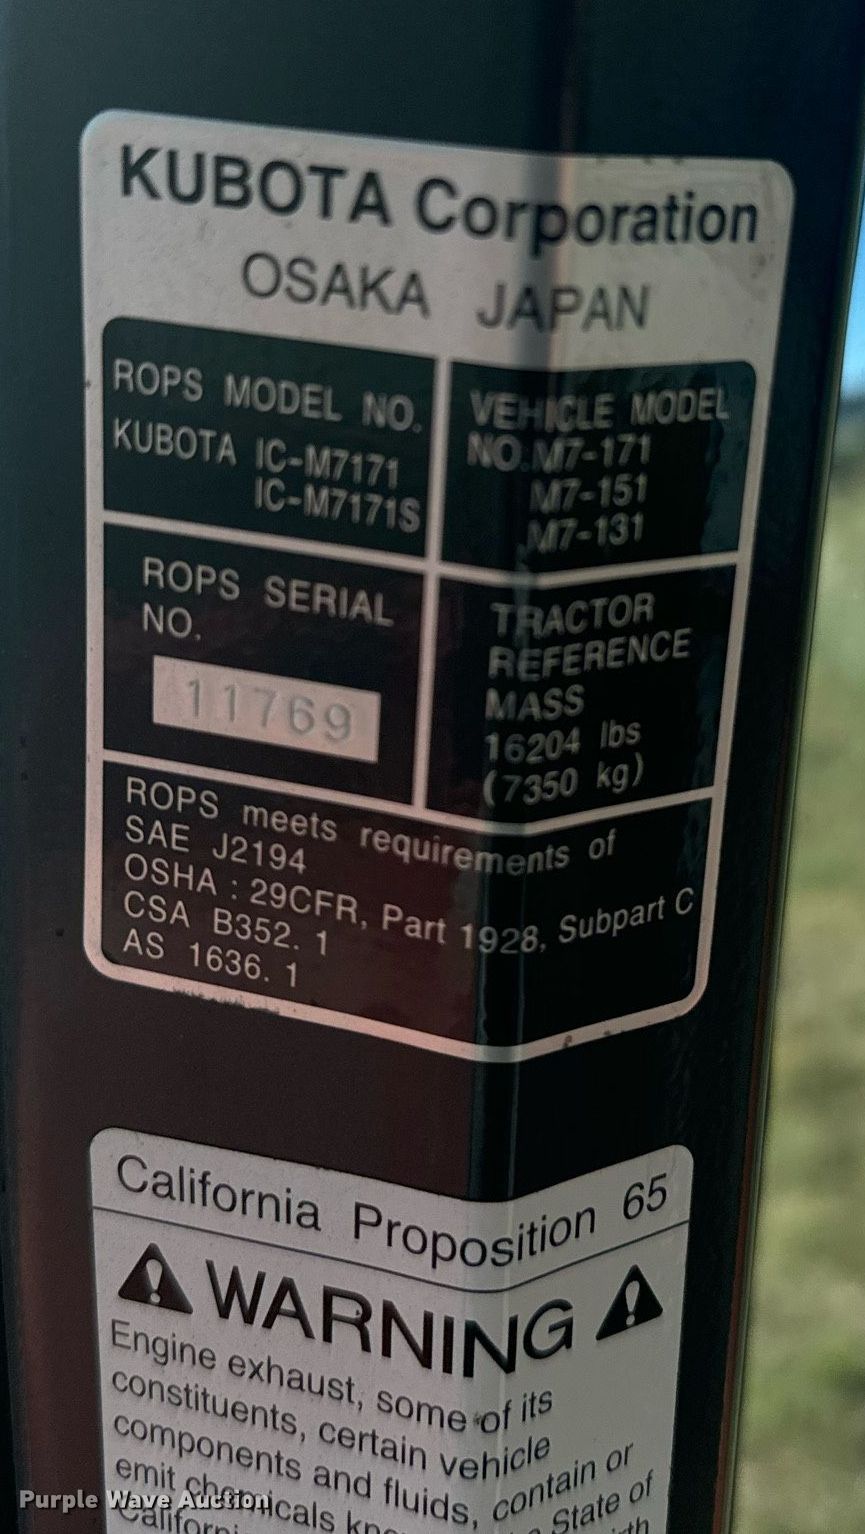 KUBOTA Corporation
OSAKA JAPAN
ROPS MODEL NO.
KUBOTA IC-M7171
IC-M7171S
VEHICLE MODEL
NO. M7-171
M7-151
M7-131
ROPS SERIAL
NO.
11769
TRACTOR
REFERENCE
MASS
16204 lbs
(7350 kg)
ROPS meets requirements of
SAE J2194
OSHA : 29CFR, Part 1928, Subpart C
CSA B352. 1
AS 1636. 1
California Proposition 65
WARNING
Engine exhaust, some of its
constituents, certain vehicle
components and fluids, contain or
emit chemicals
State of
Purple Wave Auction